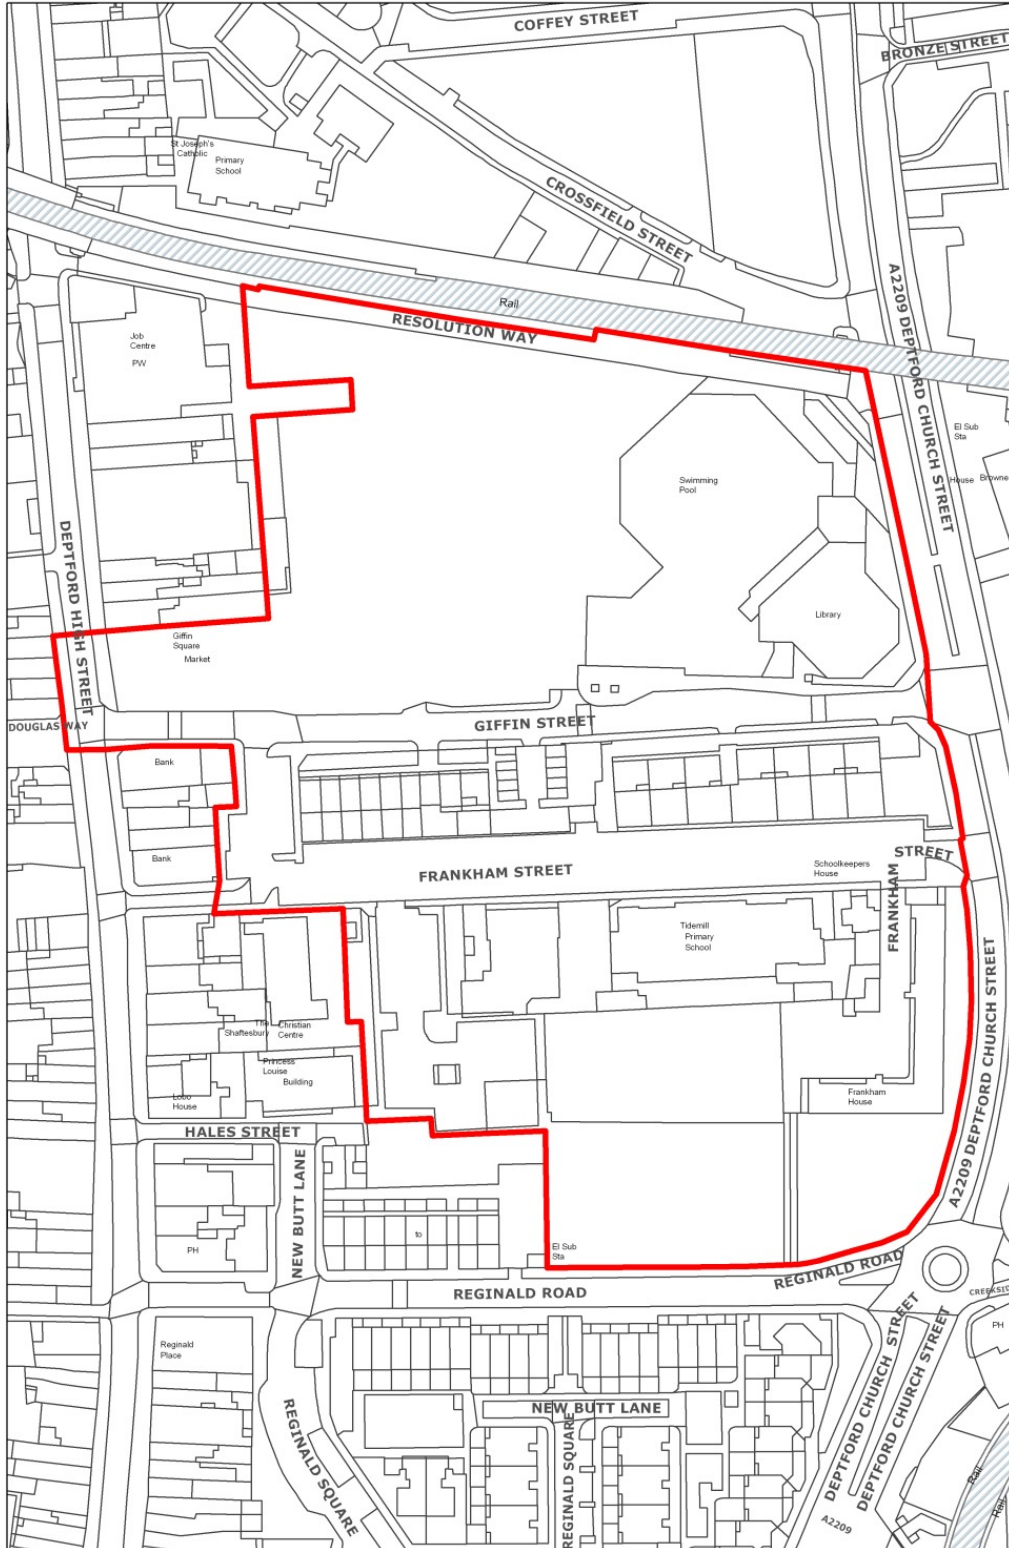 COFFEY STREET
BRONZE STREET
St Joseph's
Catholic
Primary
School
CROSSFIELD STREET
A2209 DEPTFORD CHURCH STREET
Rail
RESOLUTION WAY
Job
Centre
PW
El Sub
Sta
House
Browne
Swimming
Pool
DEPTFORD HIGH STREET
Library
Giffin
Square
Market
DOUGLAS WAY
GIFFIN STREET
Bank
Bank
FRANKHAM STREET
Schoolkeepers
House
FRANKHAM
STREET
Tidemill
Primary
School
A2209 DEPTFORD CHURCH STREET
The
Shaftesbury
Christian
Centre
Princess
Louise
Building
Lobo
House
Frankham
House
HALES STREET
NEW BUTT LANE
PH
to
El Sub
Sta
REGINALD ROAD
REGINALD ROAD
CREEKSIDE
PH
Reginald
Place
DEPTFORD CHURCH STREET
DEPTFORD CHURCH STREET
NEW BUTT LANE
REGINALD SQUARE
REGINALD SQUARE
A2209
Rail
Rail